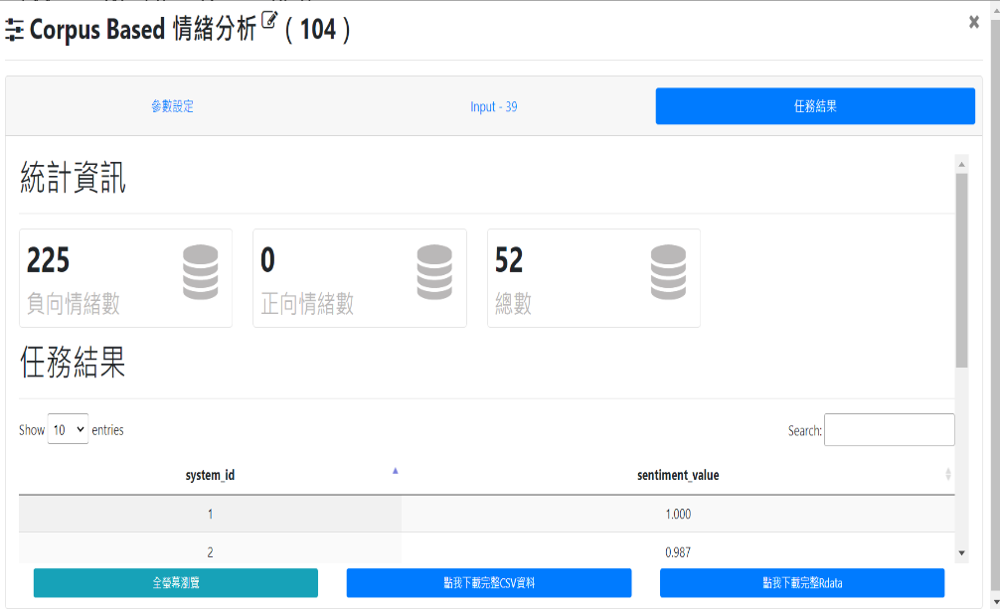 Corpus Based 情緒分析 ( 104 )
×
參數設定
Input - 39
任務結果
統計資訊
225
負向情緒數
0
正向情緒數
52
總數
任務結果
Show 10 entries
Search:
system_id
sentiment_value
1
1.000
2
0.987
全螢幕瀏覽
點我下載完整CSV資料
點我下載完整Rdata